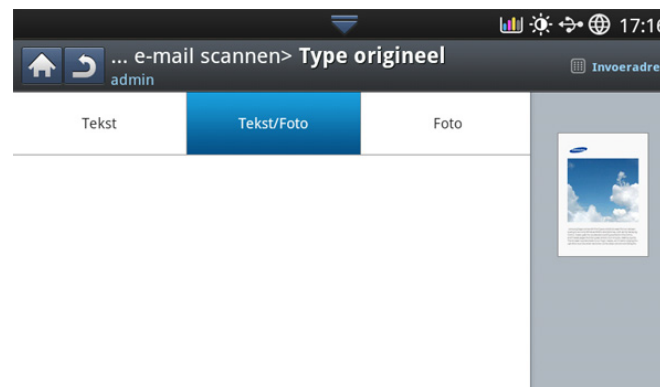 17:16
... e-mail scannen> Type origineel
admin
Invoeradre
Tekst
Tekst/Foto
Foto